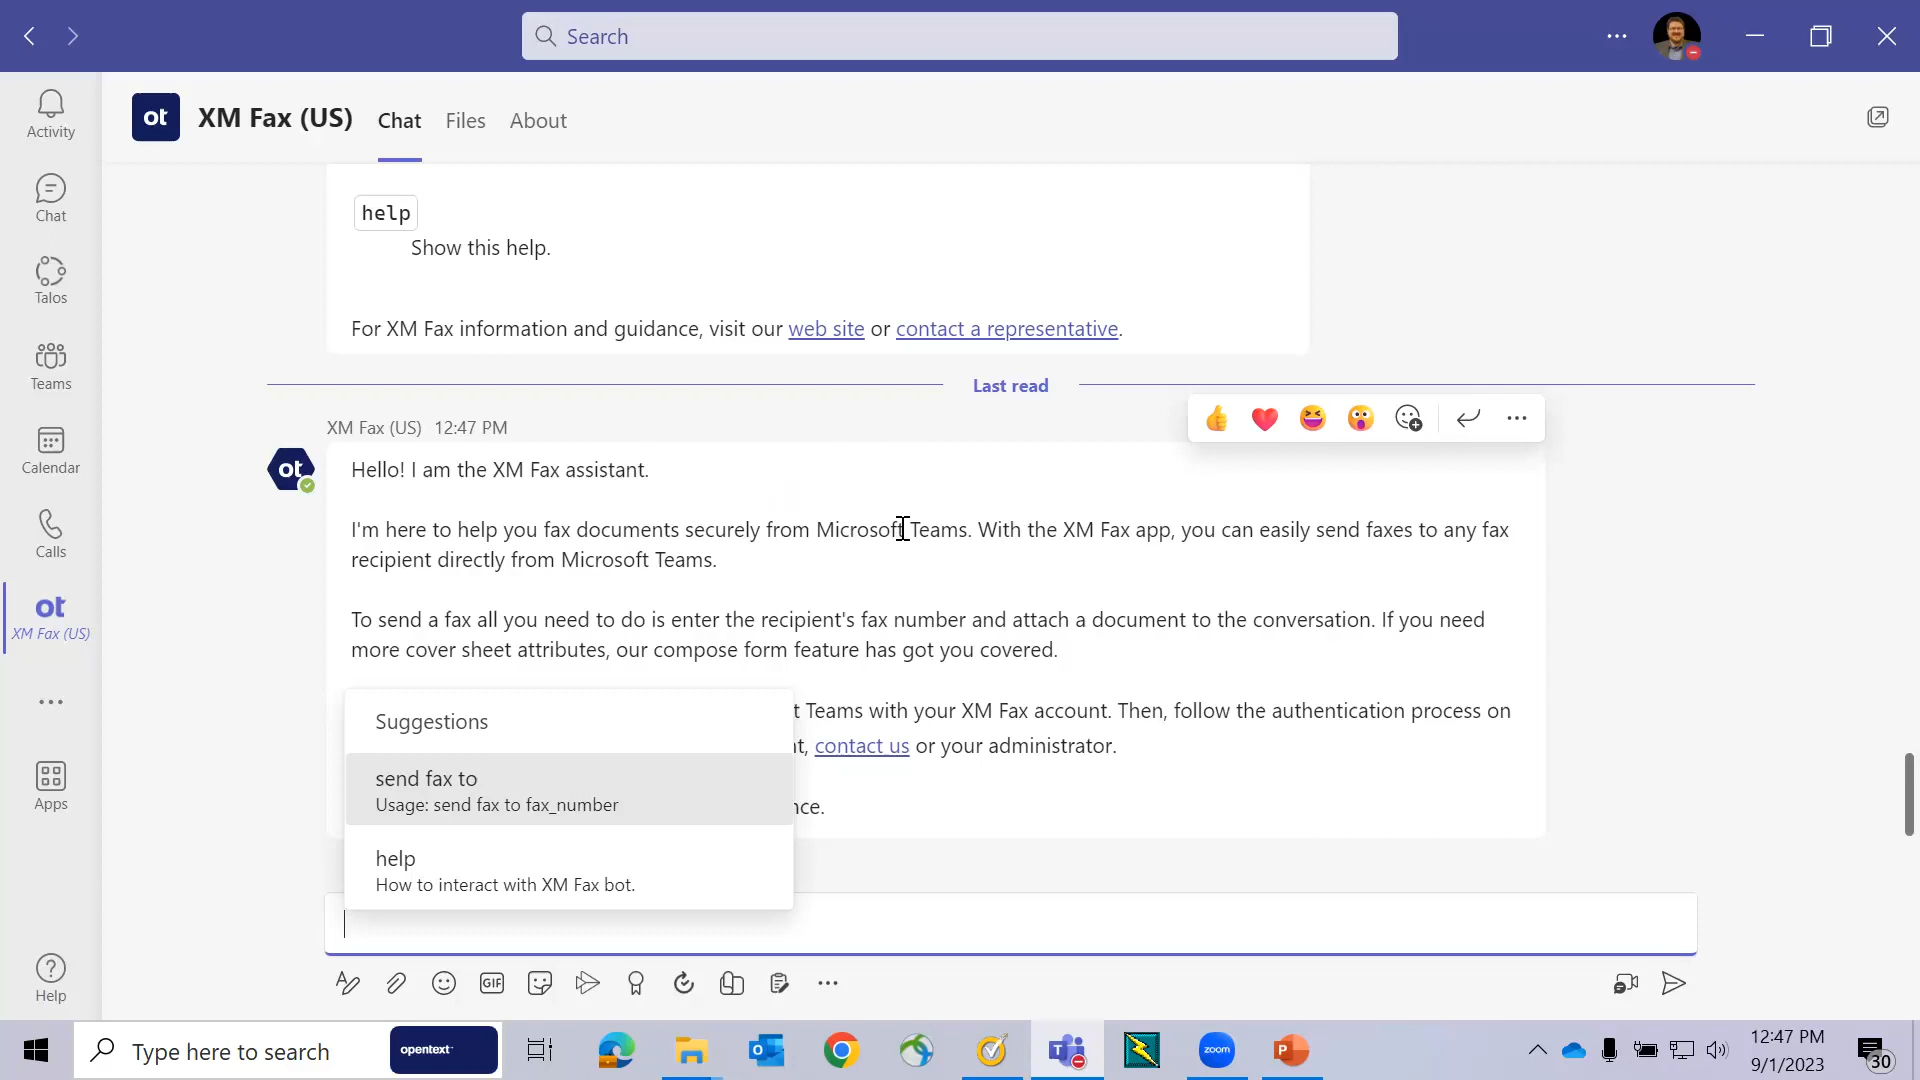 Search
Activity
Chat
Talos
Teams
Calendar
Calls
ot
XM Fax (US)
Apps
Help
ot
XM Fax (US)
Chat
Files
About
help
Show this help.
For XM Fax information and guidance, visit our web site or contact a representative.
Last read
XM Fax (US) 12:47 PM
ot
Hello! I am the XM Fax assistant.
I'm here to help you fax documents securely from Microsoft Teams. With the XM Fax app, you can easily send faxes to any fax
recipient directly from Microsoft Teams.
To send a fax all you need to do is enter the recipient's fax number and attach a document to the conversation. If you need
more cover sheet attributes, our compose form feature has got you covered.
t Teams with your XM Fax account. Then, follow the authentication process on
nt, contact us or your administrator.
nce.
Suggestions
send fax to
Usage: send fax to fax_number
help
How to interact with XM Fax bot.
GIF
Type here to search
opentext™
T
zoom
P
12:47 PM
9/1/2023
30